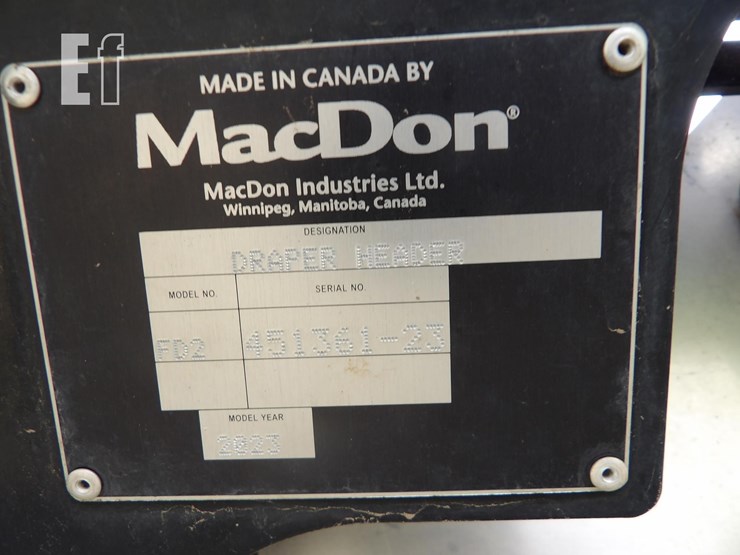 Ef
MADE IN CANADA BY
MacDon®
MacDon Industries Ltd.
Winnipeg, Manitoba, Canada
DESIGNATION
DRAPER HEADER
MODEL NO. SERIAL NO.
FD2 451361-23
MODEL YEAR
2023